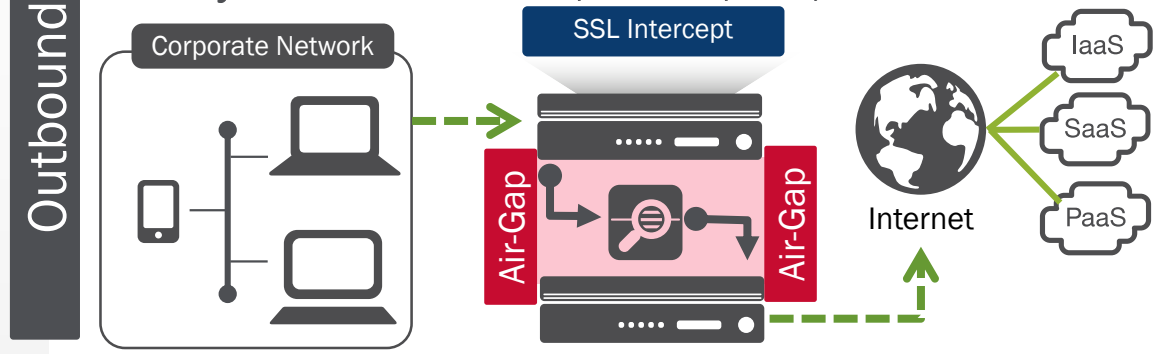 Outbound
Corporate Network
SSL Intercept
Air-Gap
Air-Gap
Internet
IaaS
SaaS
PaaS